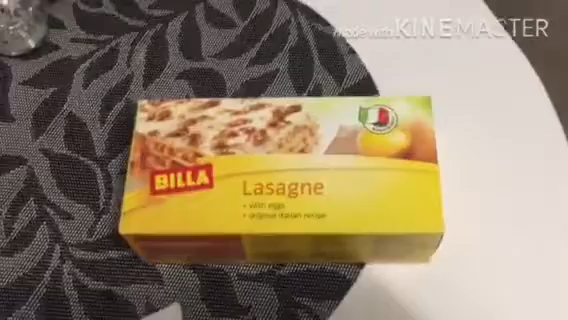 made with KINEMASTER
BILLA
Lasagne
• with eggs
• original italian recipe